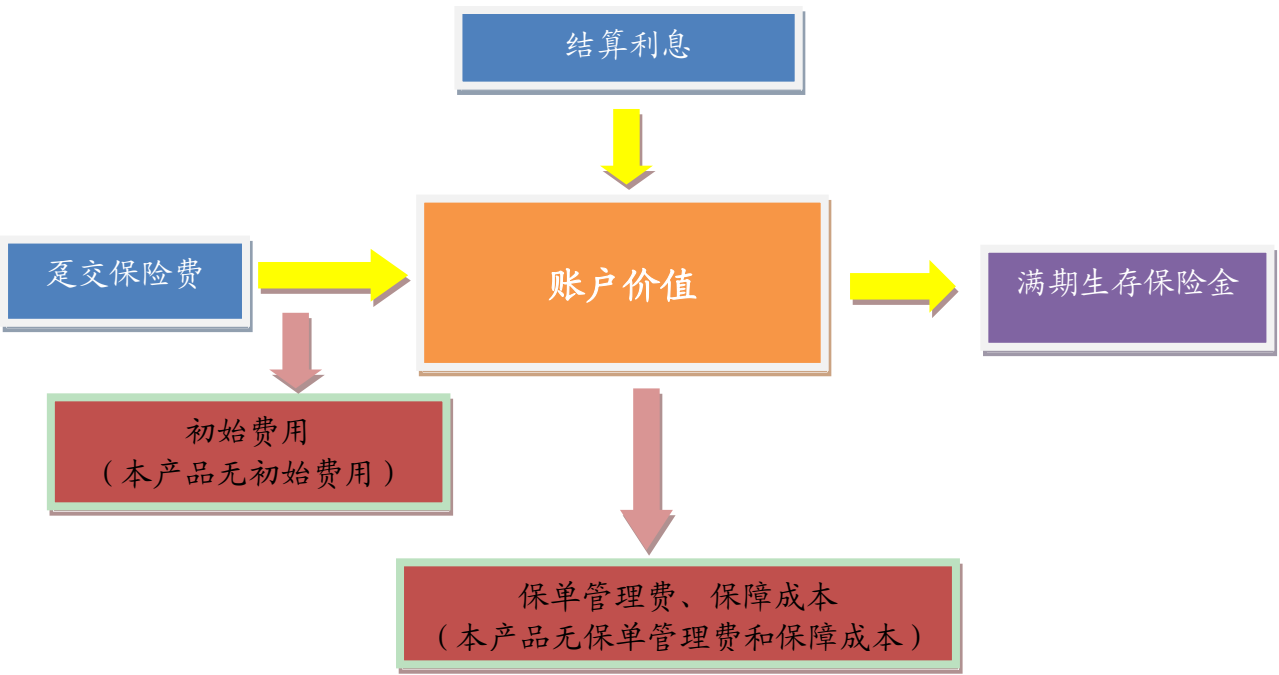 结算利息
趸交保险费
账户价值
满期生存保险金
初始费用
（本产品无初始费用）
保单管理费、保障成本
（本产品无保单管理费和保障成本）